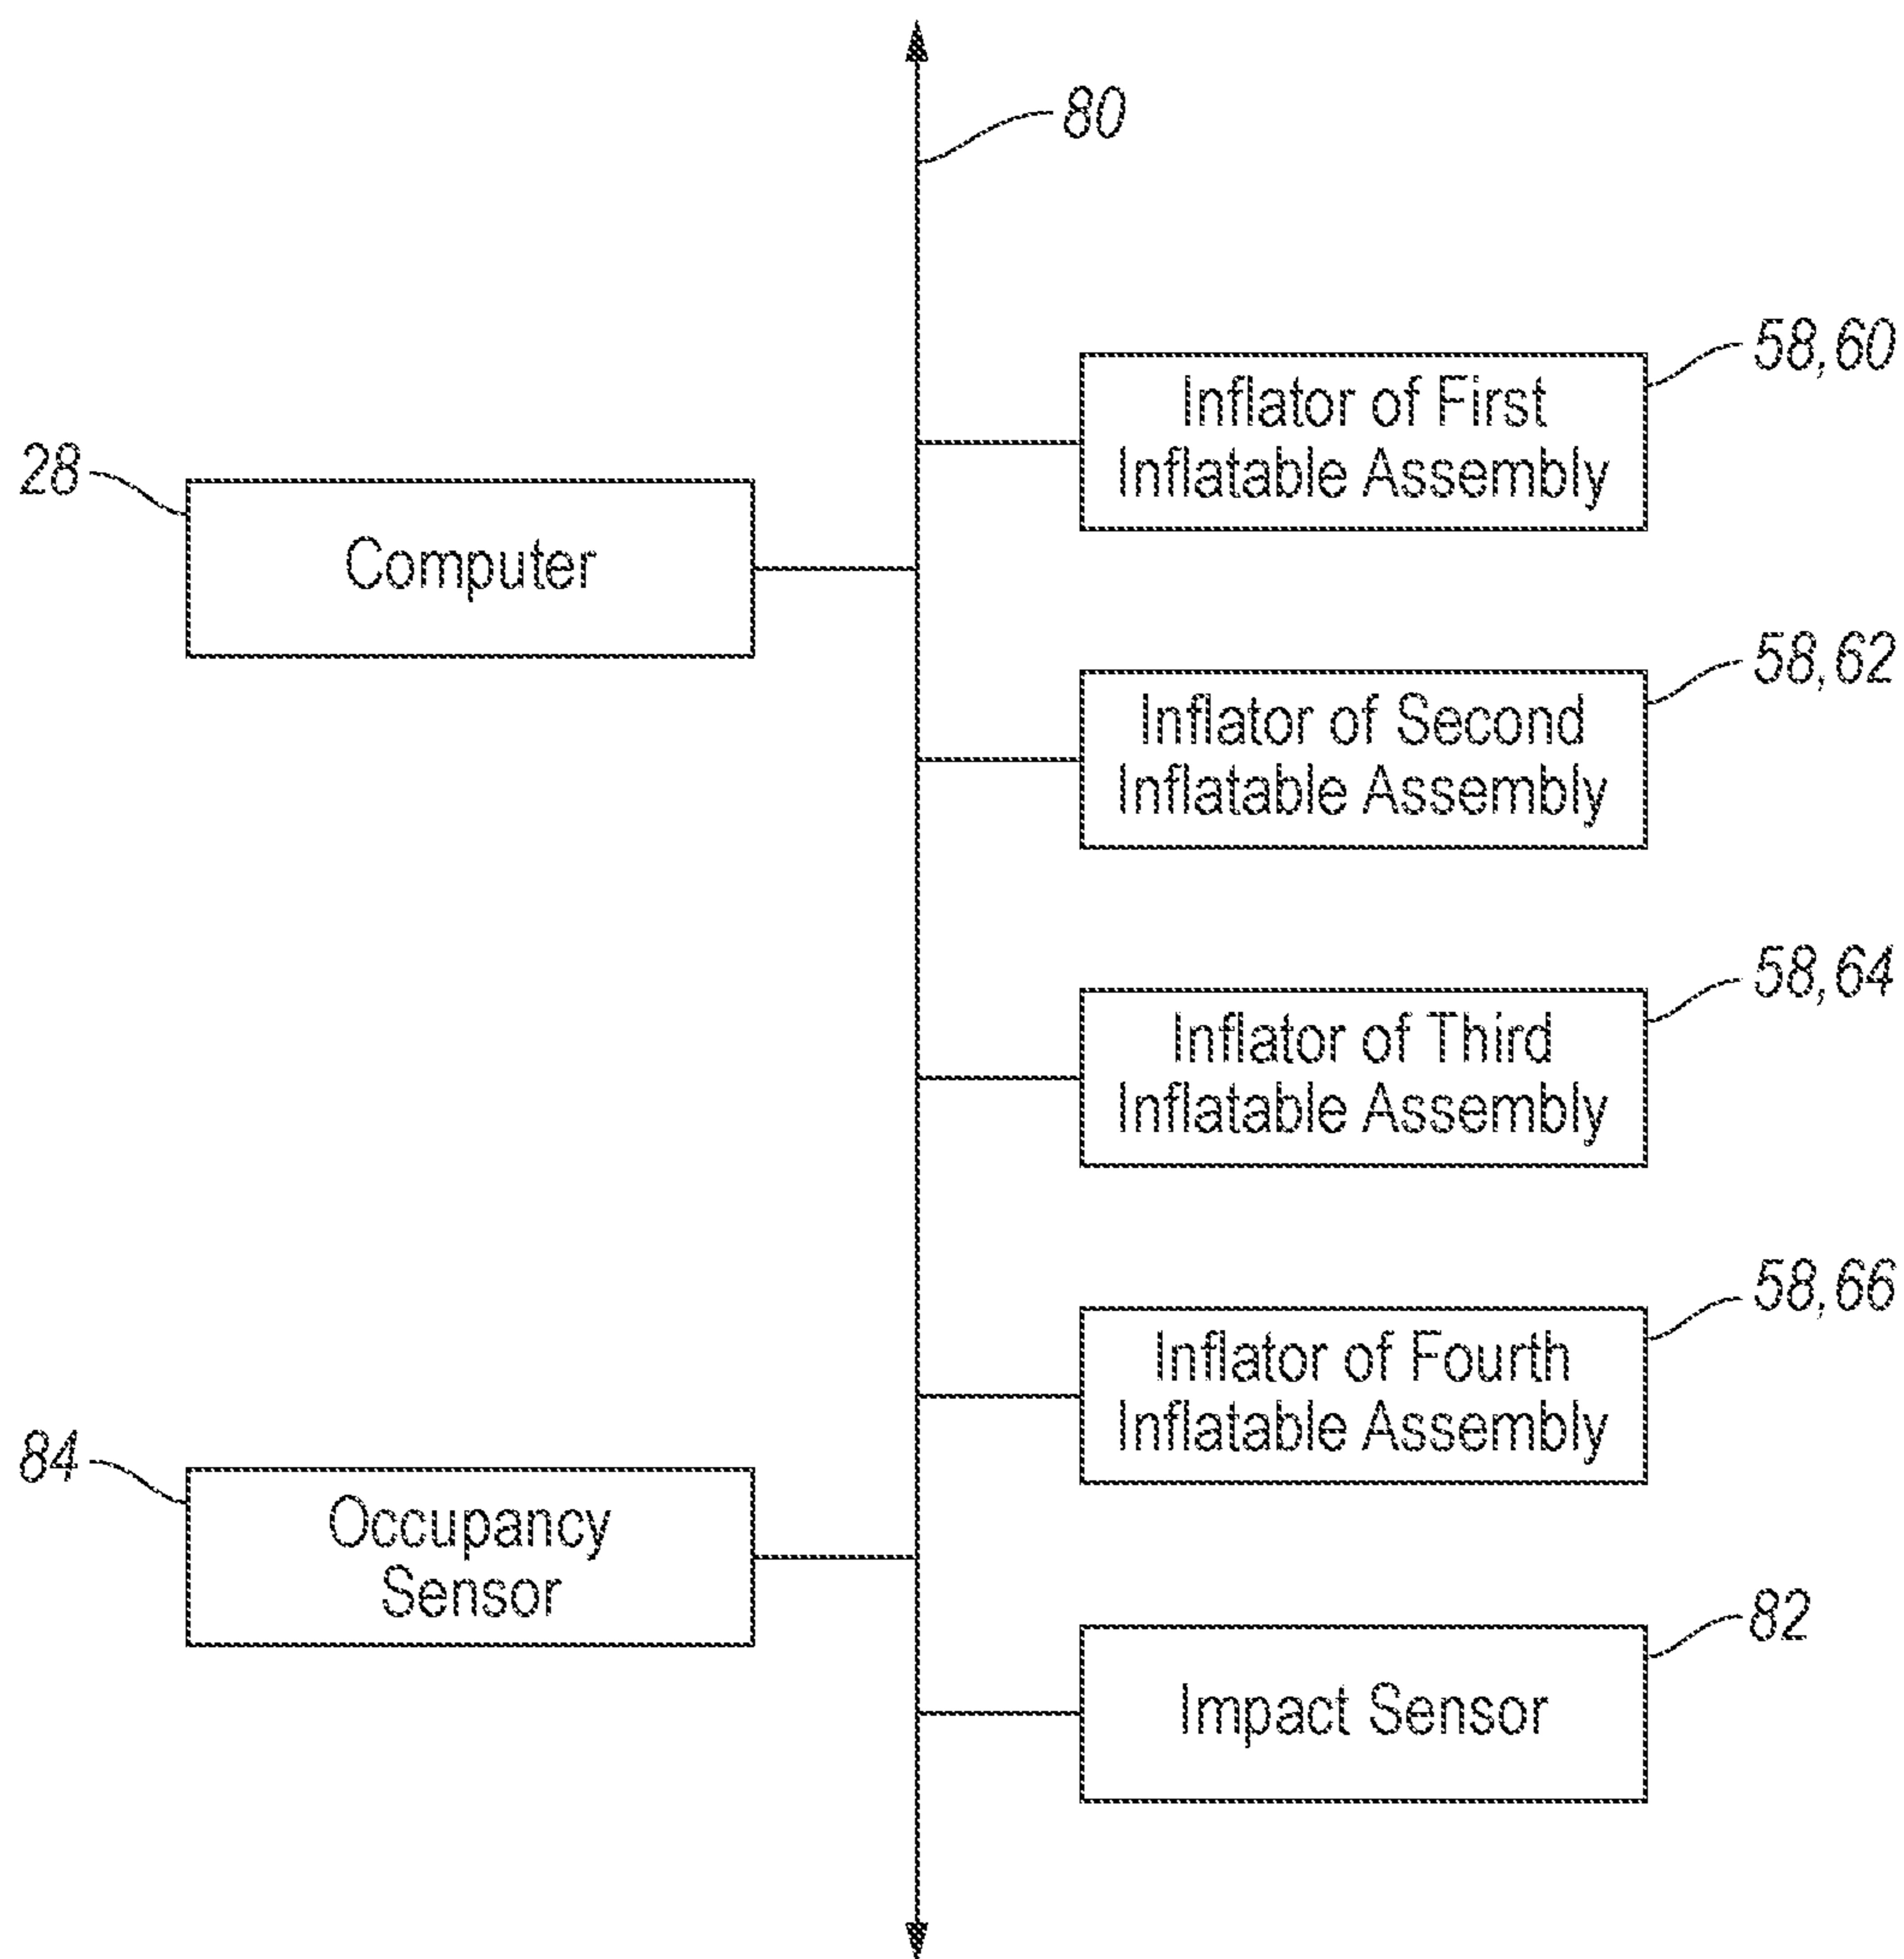 80
58,60
Inflator of First
Inflatable Assembly
28
Computer
58,62
Inflator of Second
Inflatable Assembly
58,64
Inflator of Third
Inflatable Assembly
58,66
Inflator of Fourth
Inflatable Assembly
84
Occupancy
Sensor
82
Impact Sensor